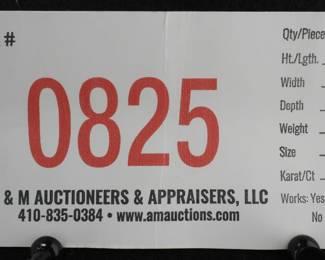 #
0825
& M AUCTIONEERS & APPRAISERS, LLC
410-835-0384 • www.amauctions.com
Qty/Piece
Ht./Lgth.
Width
Depth
Weight
Size
Karat/Ct
Works: Yes
No